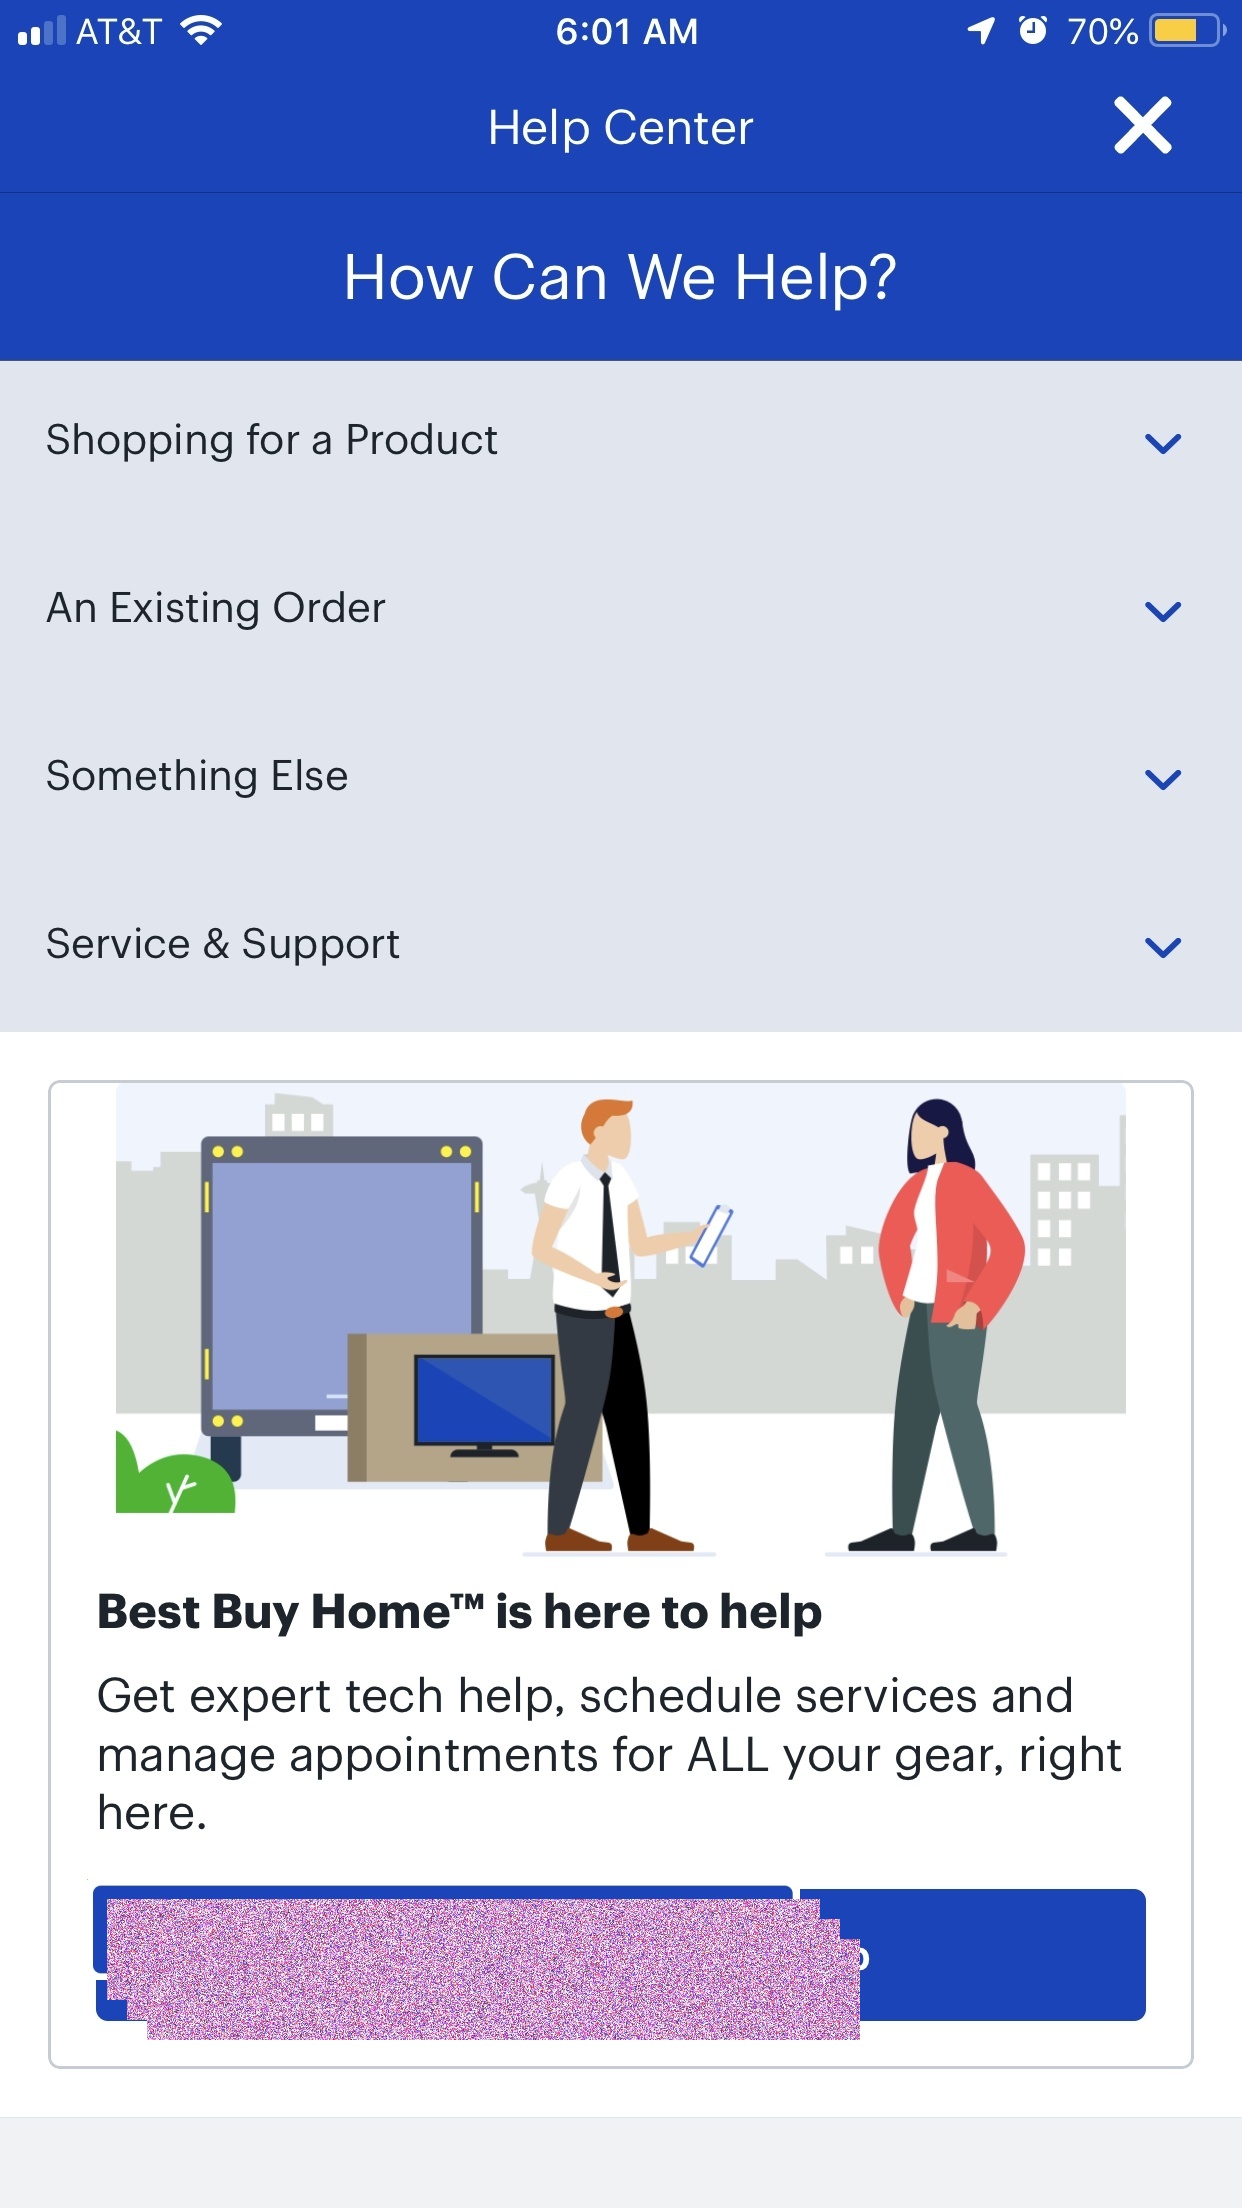 AT&T 6:01 AM 70%
Help Center
How Can We Help?
Shopping for a Product
An Existing Order
Something Else
Service & Support
Best Buy Home™ is here to help
Get expert tech help, schedule services and
manage appointments for ALL your gear, right
here.